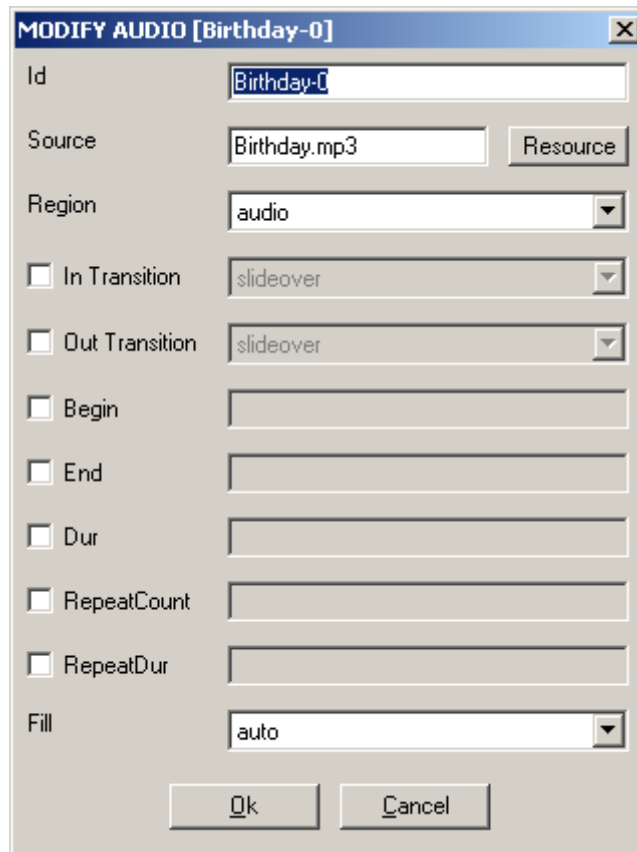 MODIFY AUDIO [Birthday-0]
Id Birthday-0
Source Birthday.mp3 Resource
Region audio
In Transition slideover
Out Transition slideover
Begin
End
Dur
RepeatCount
RepeatDur
Fill auto
Ok Cancel